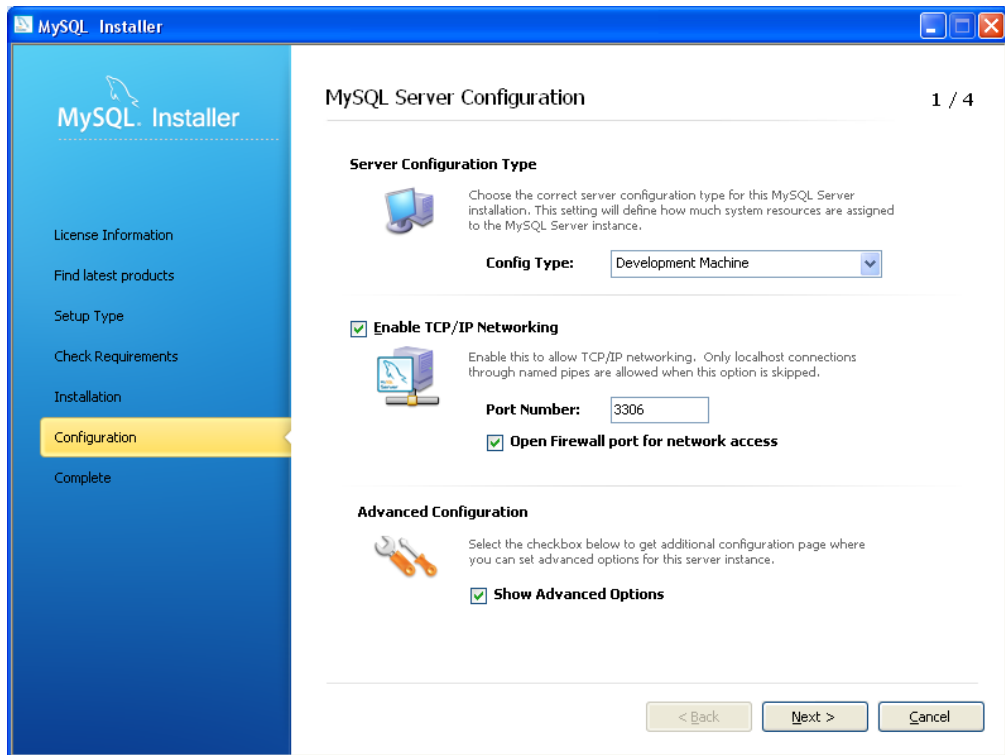 MySQL Installer
MySQL. Installer
License Information
Find latest products
Setup Type
Check Requirements
Installation
Configuration
Complete
MySQL Server Configuration
1 / 4
Server Configuration Type
Choose the correct server configuration type for this MySQL Server
installation. This setting will define how much system resources are assigned
to the MySQL Server instance.
Config Type: Development Machine
Enable TCP/IP Networking
Enable this to allow TCP/IP networking. Only localhost connections
through named pipes are allowed when this option is skipped.
Port Number: 3306
Open Firewall port for network access
Advanced Configuration
Select the checkbox below to get additional configuration page where
you can set advanced options for this server instance.
Show Advanced Options
< Back
Next >
Cancel